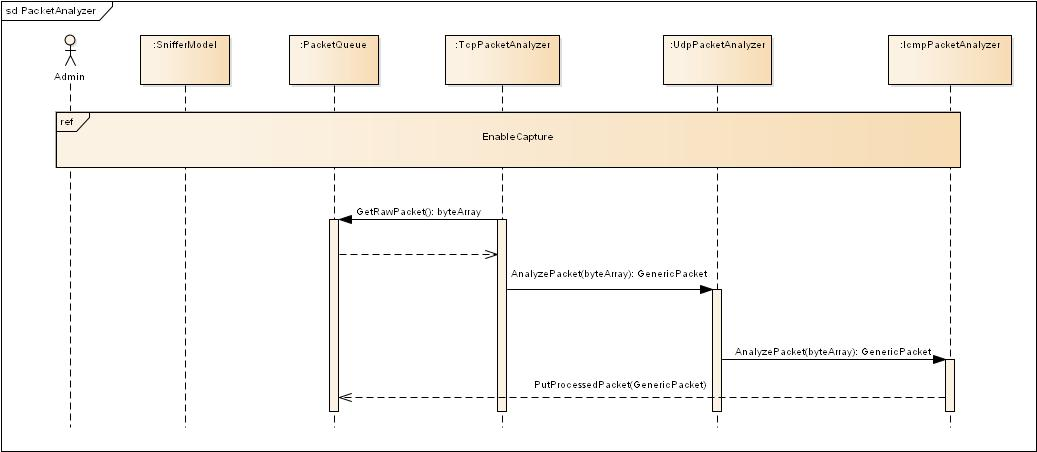 sd PacketAnalyzer
Admin
:SnifferModel
:PacketQueue
:TcpPacketAnalyzer
:UdpPacketAnalyzer
:IcmpPacketAnalyzer
ref
EnableCapture
GetRawPacket(): byteArray
AnalyzePacket(byteArray): GenericPacket
AnalyzePacket(byteArray): GenericPacket
PutProcessedPacket(GenericPacket)